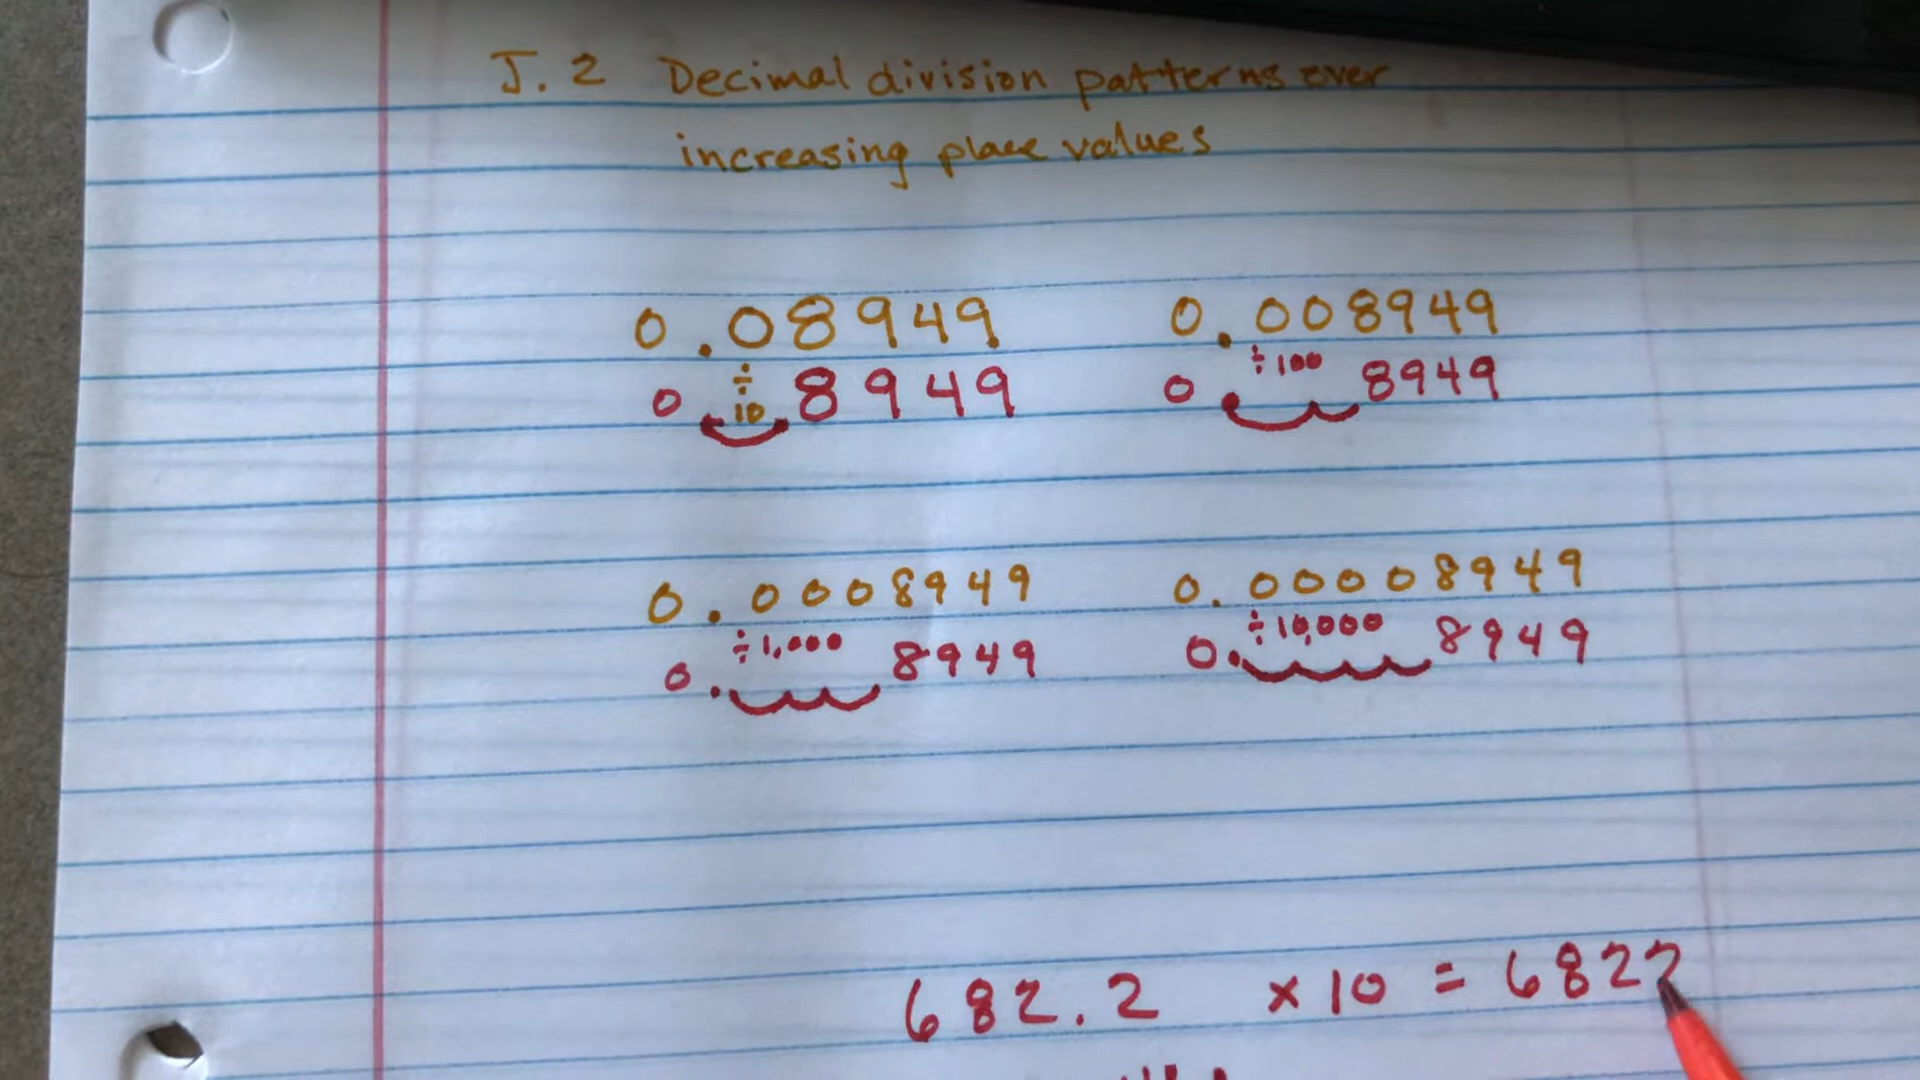 J. 2 Decimal division patterns over
increasing place values
0.08949
0 ÷10 8949
0.008949
0 ÷100 8949
0.0008949
÷1,000
0. 8949
0.00008949
÷10,000
0. 8949
682.2 × 10 = 6822